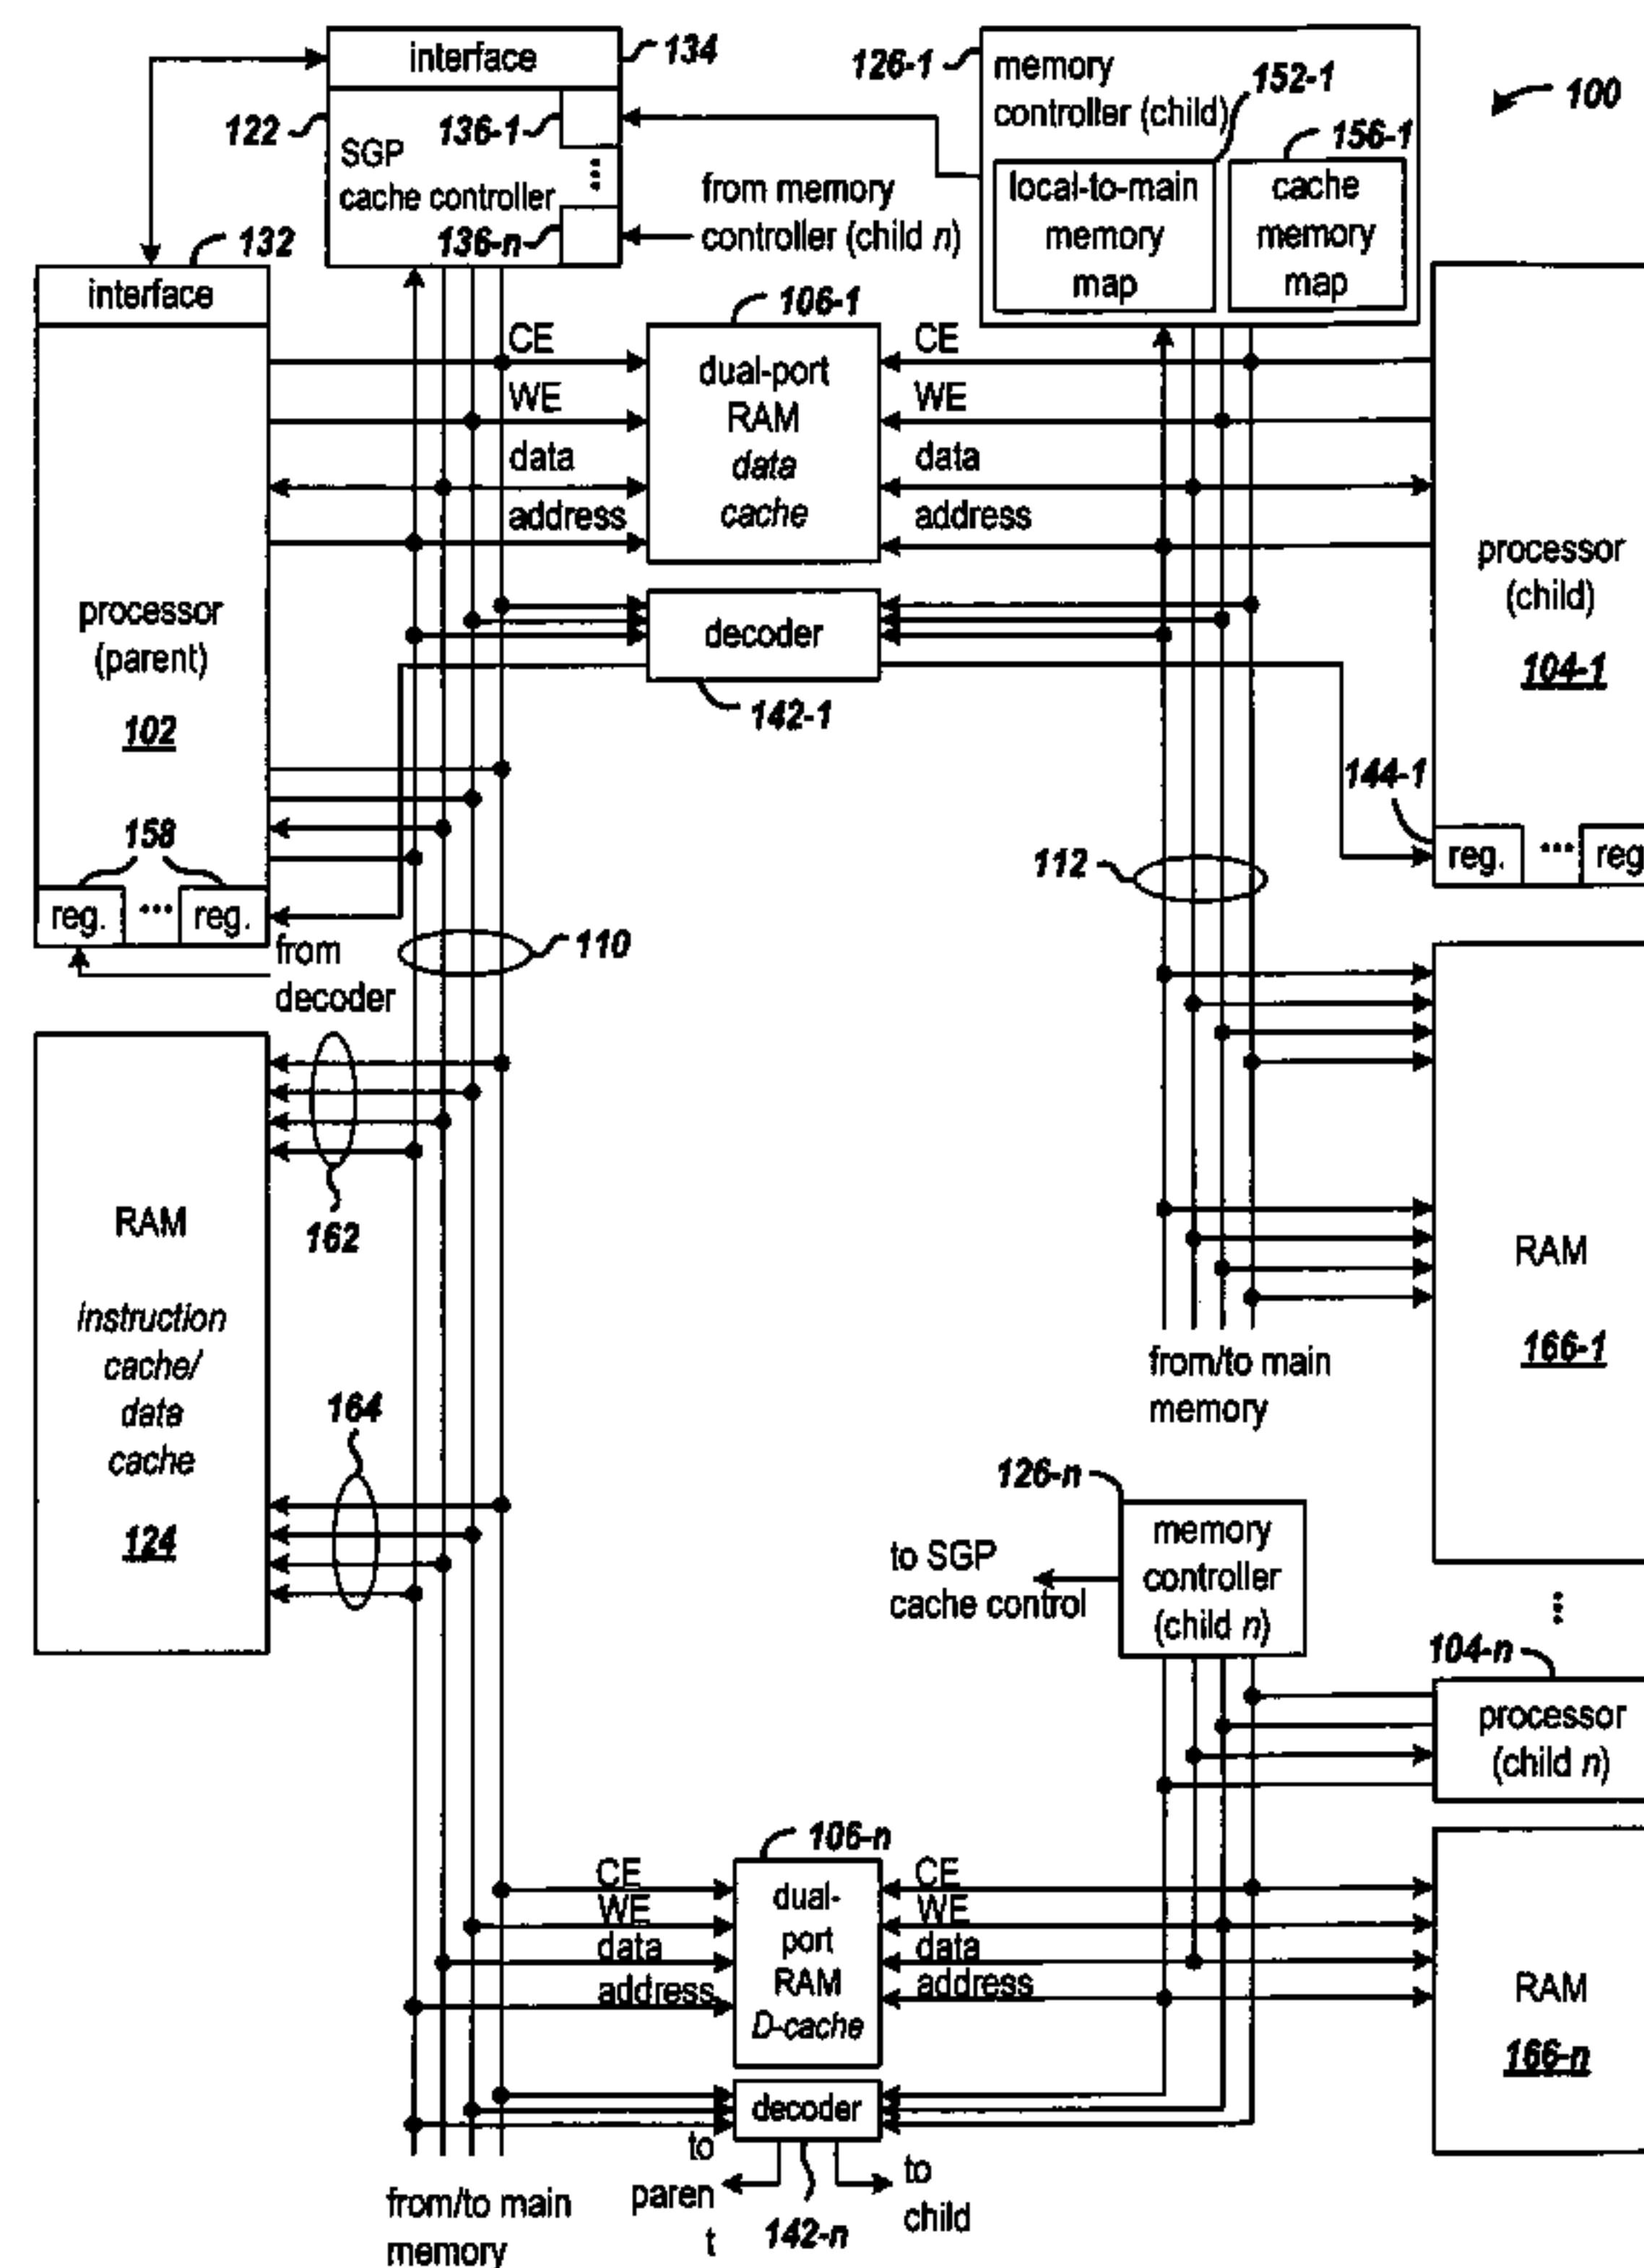 interface
134
122
136-1
SGP
cache controller
136-n
from memory
controller (child n)
126-1
memory
controller (child)
152-1
156-1
local-to-main
memory
map
cache
memory
map
100
132
interface
processor
(parent)
102
158
reg.
...
reg.
from
decoder
CE
WE
data
address
106-1
dual-port
RAM
data
cache
CE
WE
data
address
decoder
142-1
processor
(child)
104-1
144-1
reg.
...
reg
112
110
RAM
instruction
cache/
data
cache
124
162
164
RAM
166-1
from/to main
memory
126-n
memory
controller
(child n)
to SGP
cache control
...
104-n
processor
(child n)
106-n
CE
WE
data
address
dual-
port
RAM
D-cache
CE
WE
data
address
RAM
166-n
decoder
to
paren
t
142-n
to
child
from/to main
memory